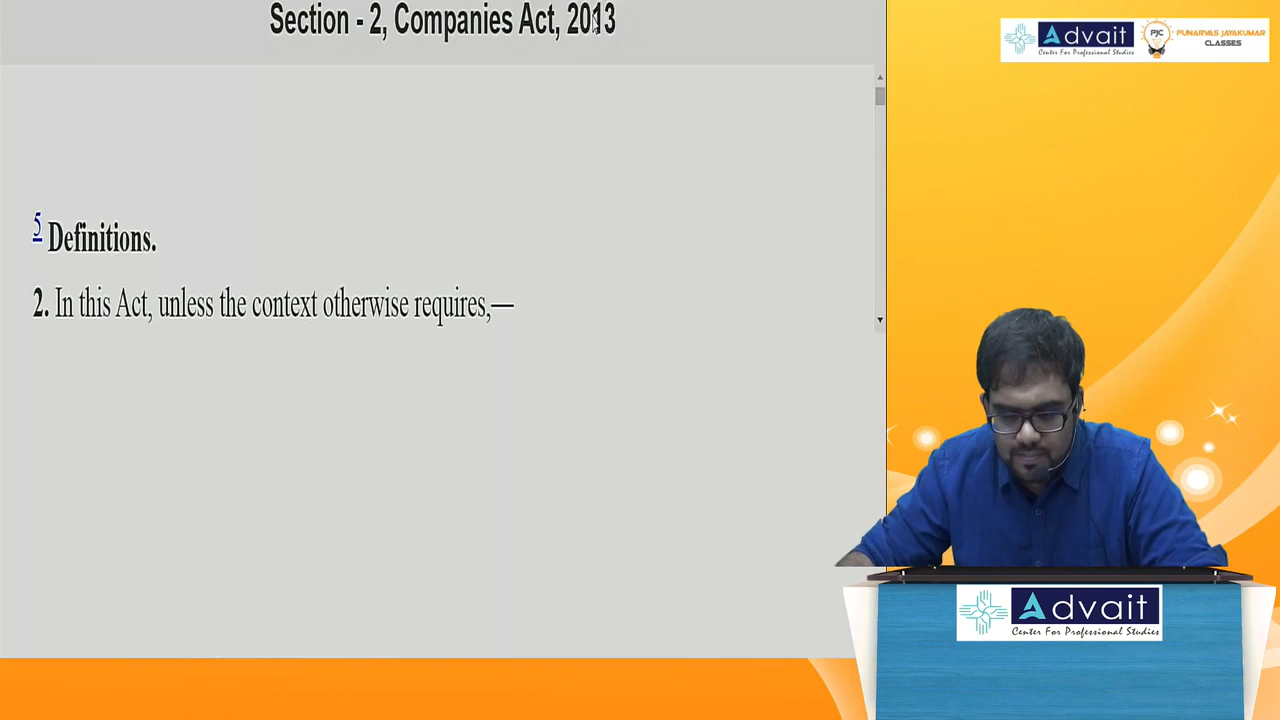 Section - 2, Companies Act, 2013
Advait
Center For Professional Studies
PJC
PUNARVAS JAYAKUMAR
CLASSES
5 Definitions.
2. In this Act, unless the context otherwise requires,—
Advait
Center For Professional Studies